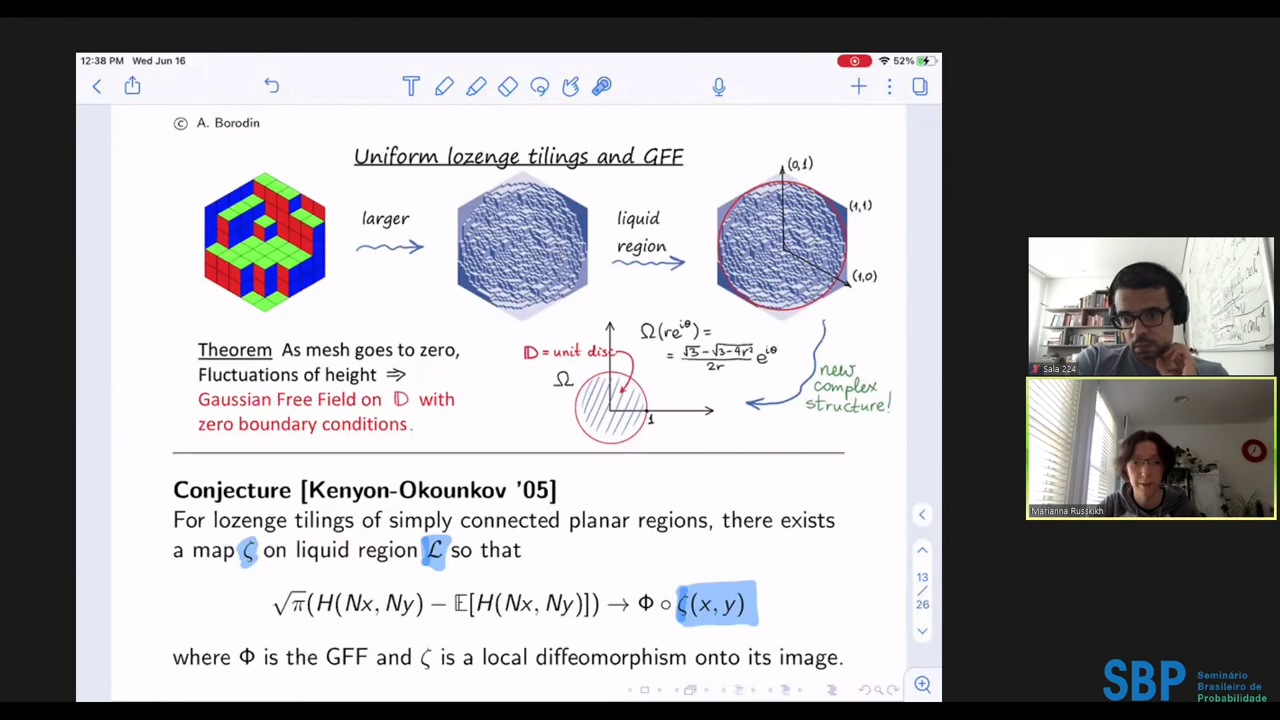 12:38 PM Wed Jun 16
52%
© A. Borodin
Uniform lozenge tilings and GFF
larger
liquid
region
(0,1)
(1,1)
(1,0)
Theorem As mesh goes to zero,
Fluctuations of height ⇒
Gaussian Free Field on 𝔻 with
zero boundary conditions.
𝔻 = unit disc
Ω
1
Ω(re^{iθ}) =
= \frac{√3 − √(3−4r²)}{2r} e^{iθ}
new
complex
structure!
Conjecture [Kenyon-Okounkov '05]
For lozenge tilings of simply connected planar regions, there exists
a map ζ on liquid region ℒ so that
√π(H(Nx, Ny) − 𝔼[H(Nx, Ny)]) → Φ ∘ ζ(x, y)
where Φ is the GFF and ζ is a local diffeomorphism onto its image.
13
/
26
Sala 224
Marianna Russkikh
SBP
Seminário
Brasileiro de
Probabilidade